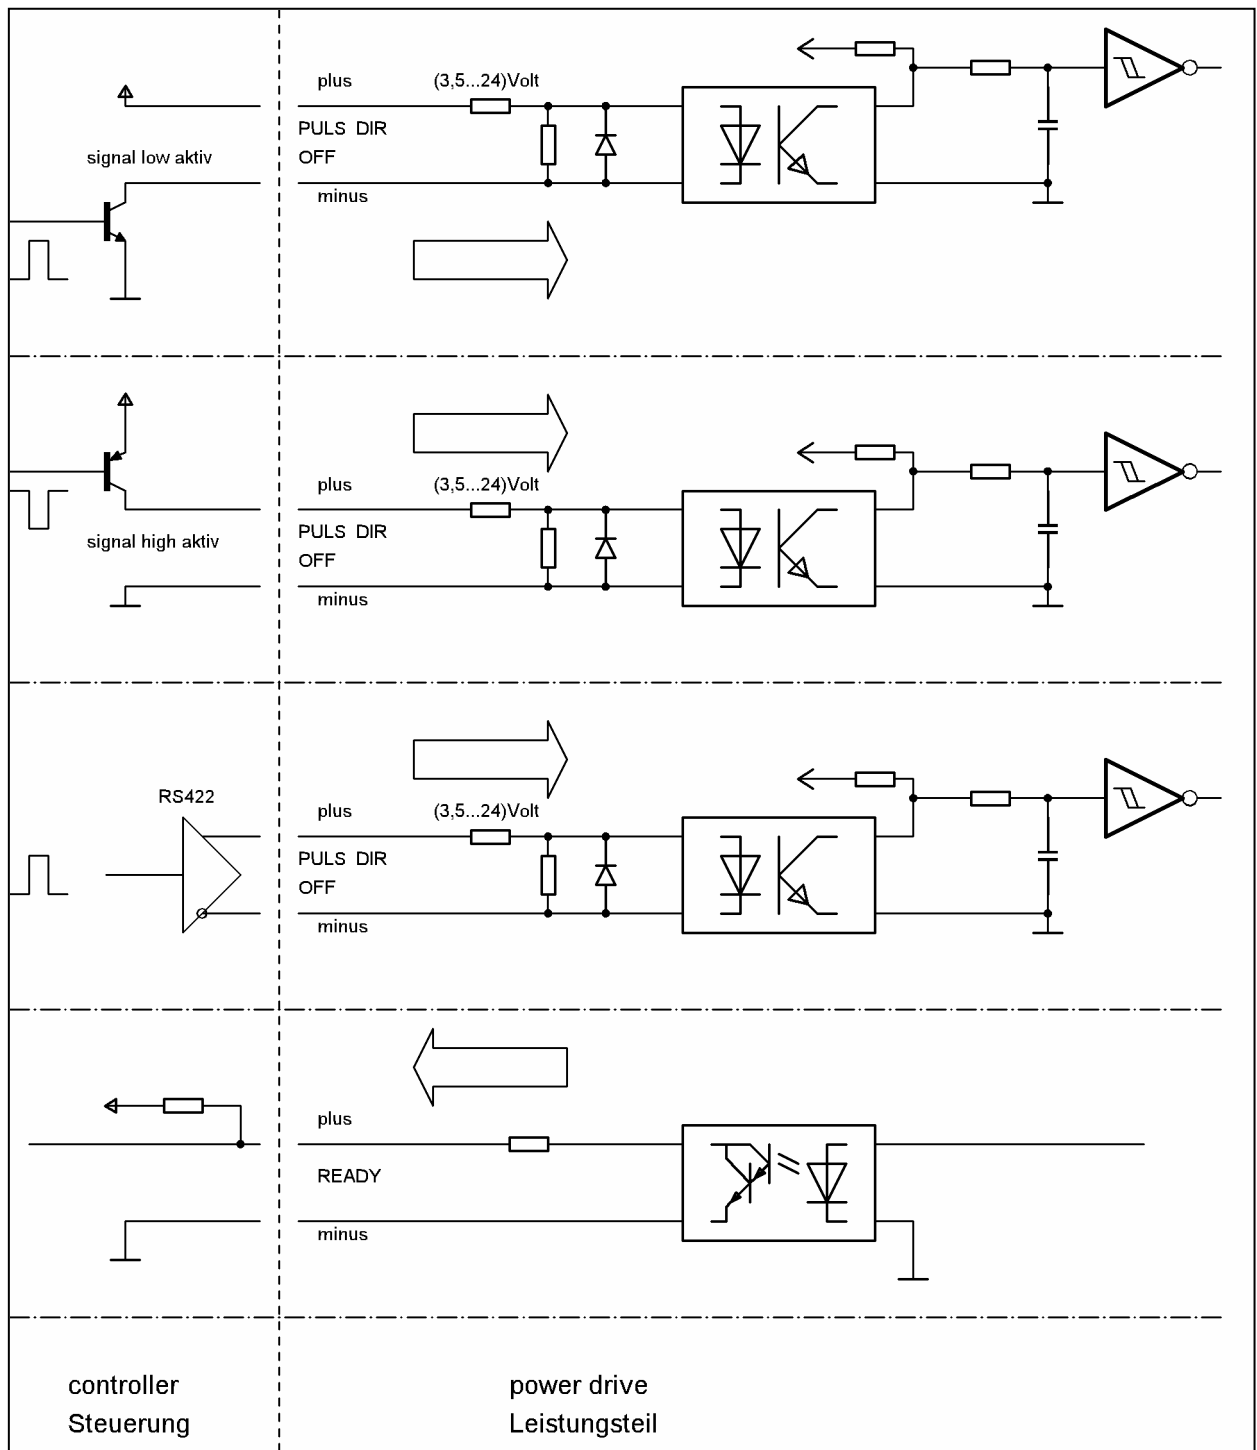 plus (3,5...24)Volt
PULS DIR
signal low aktiv
OFF
minus
plus (3,5...24)Volt
PULS DIR
signal high aktiv
OFF
minus
RS422
plus (3,5...24)Volt
PULS DIR
OFF
minus
plus
READY
minus
controller power drive
Steuerung Leistungsteil